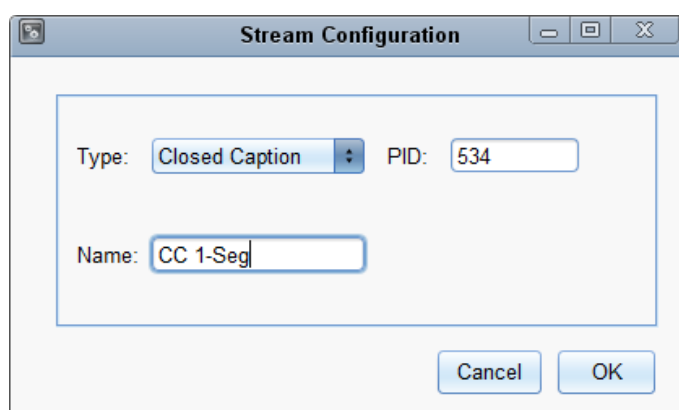 Stream Configuration
Type: Closed Caption PID: 534
Name: CC 1-Seg
Cancel OK